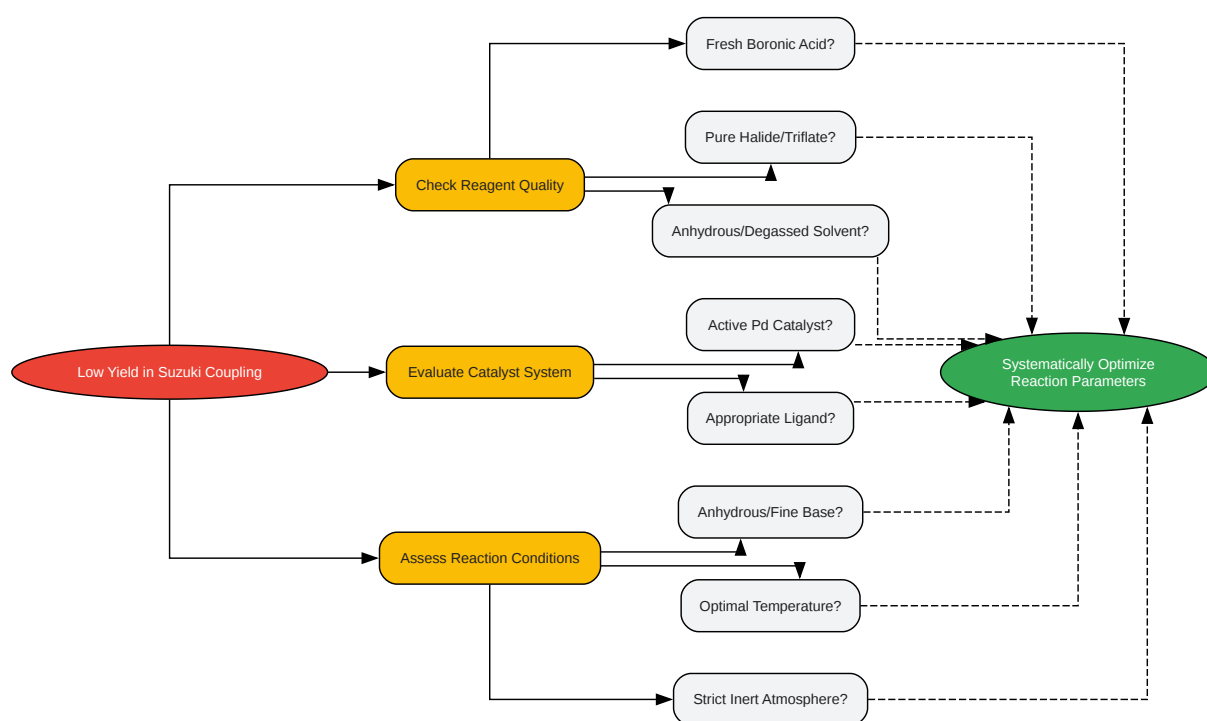 Fresh Boronic Acid?
Pure Halide/Triflate?
Check Reagent Quality
Anhydrous/Degassed Solvent?
Active Pd Catalyst?
Low Yield in Suzuki Coupling
Evaluate Catalyst System
Systematically Optimize
Reaction Parameters
Appropriate Ligand?
Anhydrous/Fine Base?
Assess Reaction Conditions
Optimal Temperature?
Strict Inert Atmosphere?